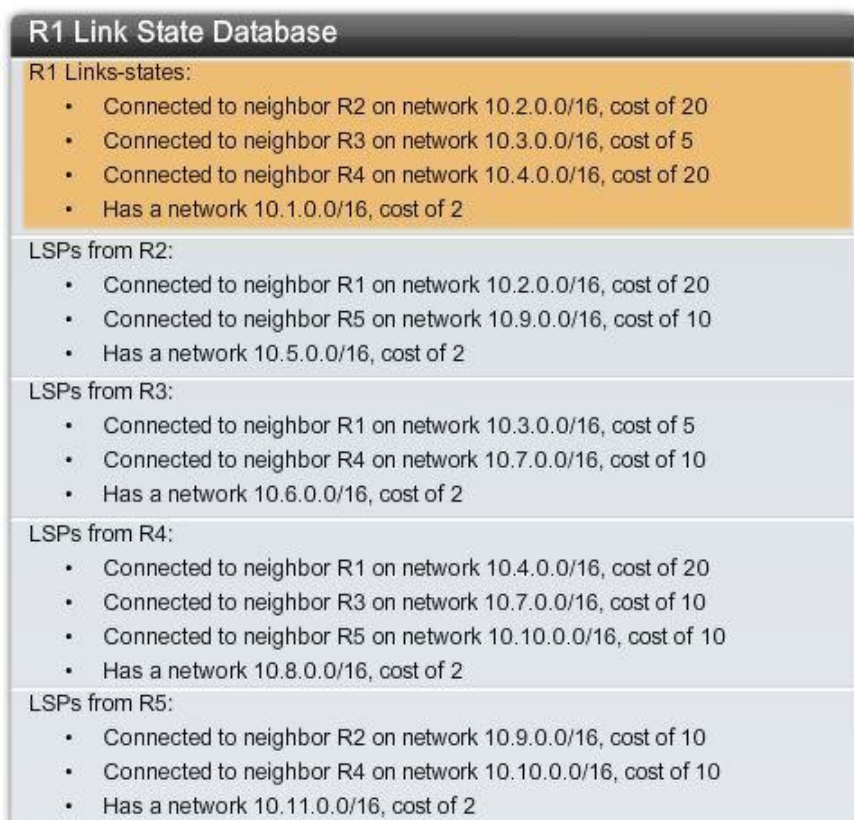 R1 Link State Database
R1 Links-states:
• Connected to neighbor R2 on network 10.2.0.0/16, cost of 20
• Connected to neighbor R3 on network 10.3.0.0/16, cost of 5
• Connected to neighbor R4 on network 10.4.0.0/16, cost of 20
• Has a network 10.1.0.0/16, cost of 2
LSPs from R2:
• Connected to neighbor R1 on network 10.2.0.0/16, cost of 20
• Connected to neighbor R5 on network 10.9.0.0/16, cost of 10
• Has a network 10.5.0.0/16, cost of 2
LSPs from R3:
• Connected to neighbor R1 on network 10.3.0.0/16, cost of 5
• Connected to neighbor R4 on network 10.7.0.0/16, cost of 10
• Has a network 10.6.0.0/16, cost of 2
LSPs from R4:
• Connected to neighbor R1 on network 10.4.0.0/16, cost of 20
• Connected to neighbor R3 on network 10.7.0.0/16, cost of 10
• Connected to neighbor R5 on network 10.10.0.0/16, cost of 10
• Has a network 10.8.0.0/16, cost of 2
LSPs from R5:
• Connected to neighbor R2 on network 10.9.0.0/16, cost of 10
• Connected to neighbor R4 on network 10.10.0.0/16, cost of 10
• Has a network 10.11.0.0/16, cost of 2